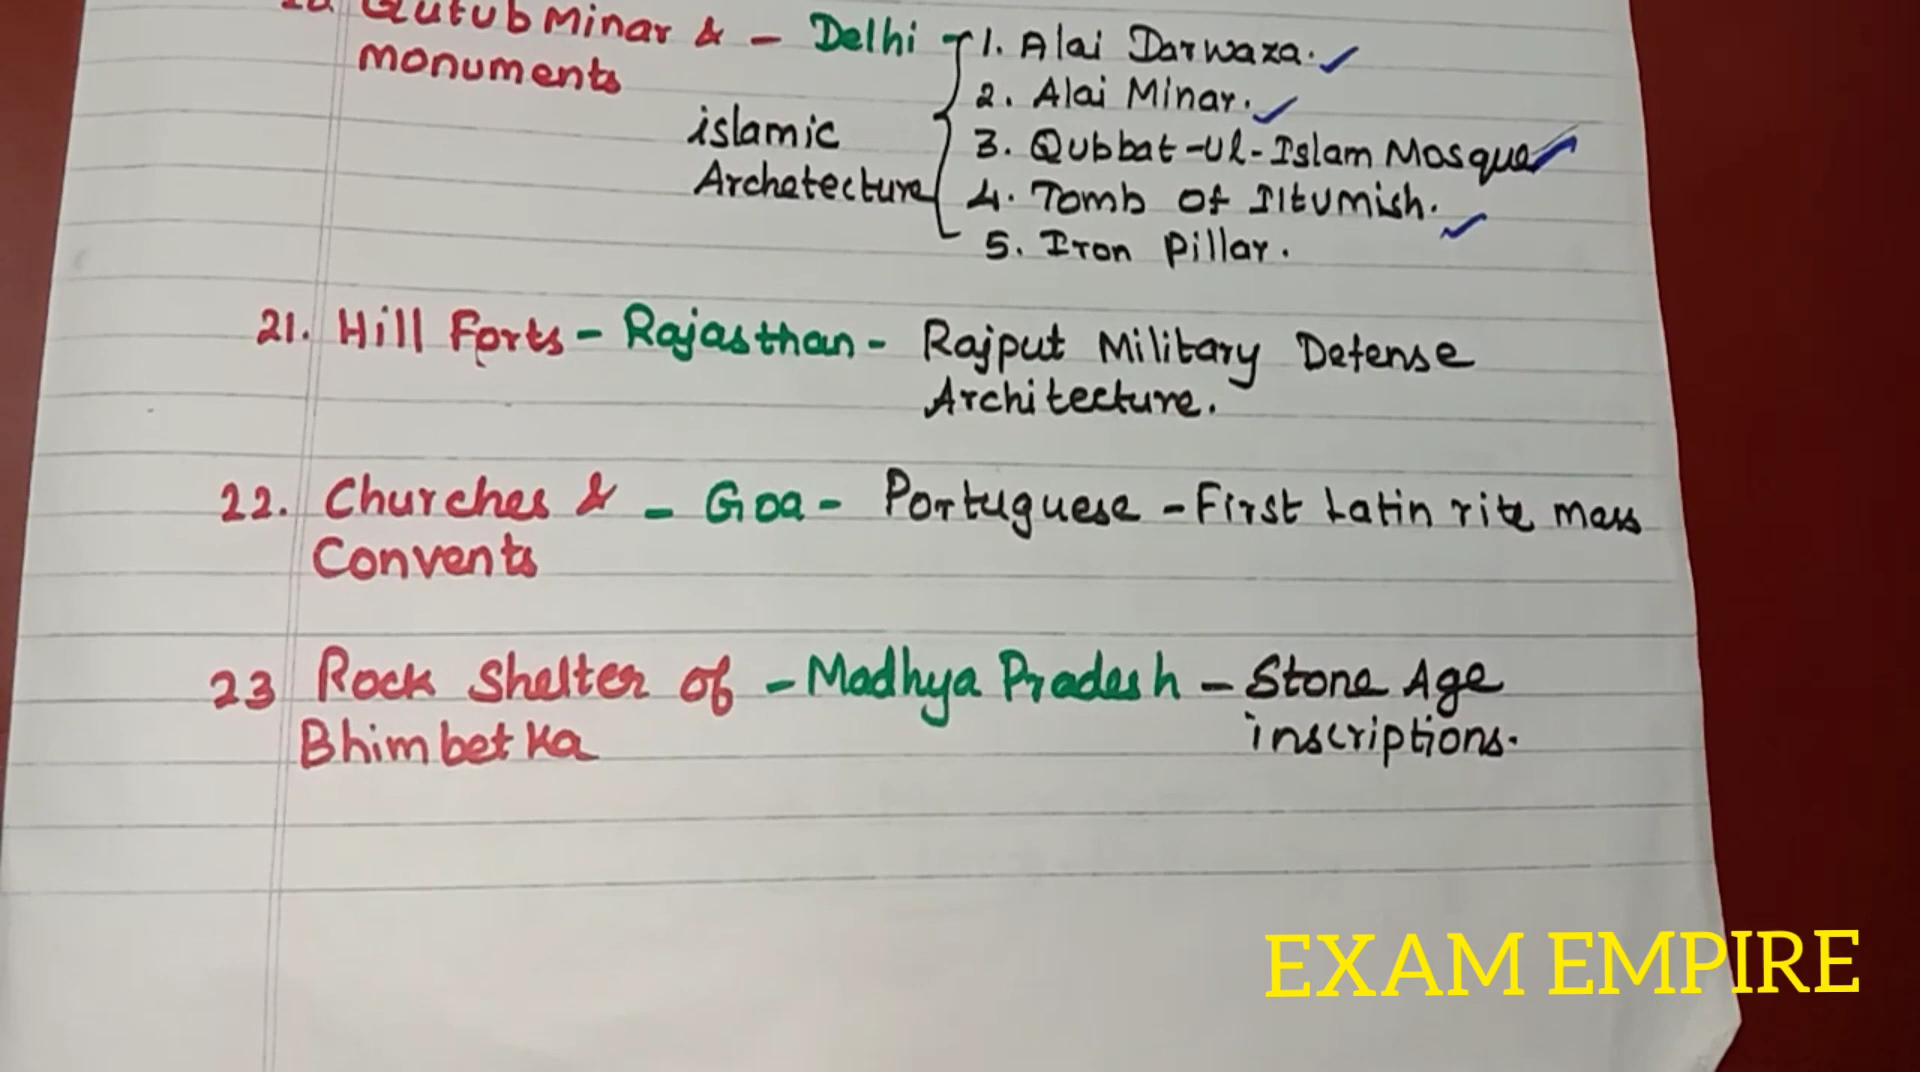 Qutub Minar & - Delhi - 1. Alai Darwaza.
monuments
2. Alai Minar.
islamic
3. Qubbat-Ul-Islam Mosque
Archatecture
4. Tomb of Iltumish.
5. Iron Pillar.
21. Hill Forts - Rajasthan - Rajput Military Defense
Architecture.
22. Churches & - Goa - Portuguese - First Latin rite mass
Convents
23 Rock Shelter of - Madhya Pradesh - Stone Age
Bhimbetka
inscriptions.
EXAM EMPIRE